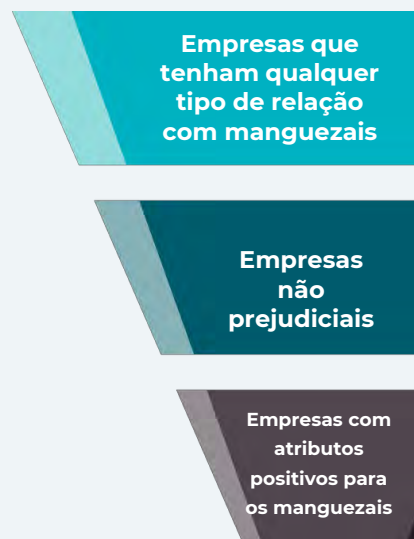 Empresas que
tenham qualquer
tipo de relação
com manguezais
Empresas
não
prejudiciais
Empresas com
atributos
positivos para
os manguezais